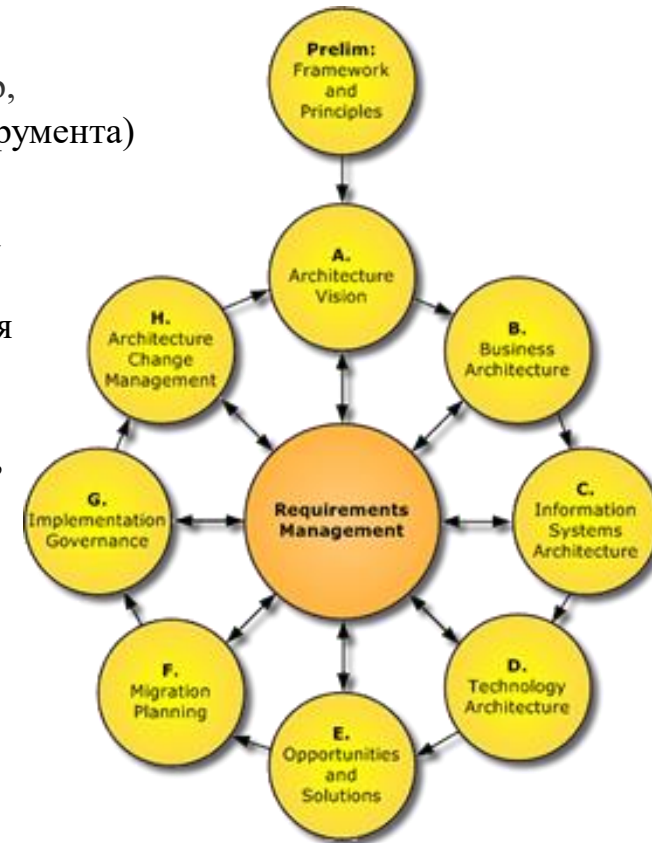 Prelim:
Framework
and
Principles
румента)
A.
Architecture
Vision
H.
Architecture
Change
Management
B.
Business
Architecture
я
G.
Implementation
Governance
Requirements
Management
C.
Information
Systems
Architecture
F.
Migration
Planning
D.
Technology
Architecture
E.
Opportunities
and
Solutions